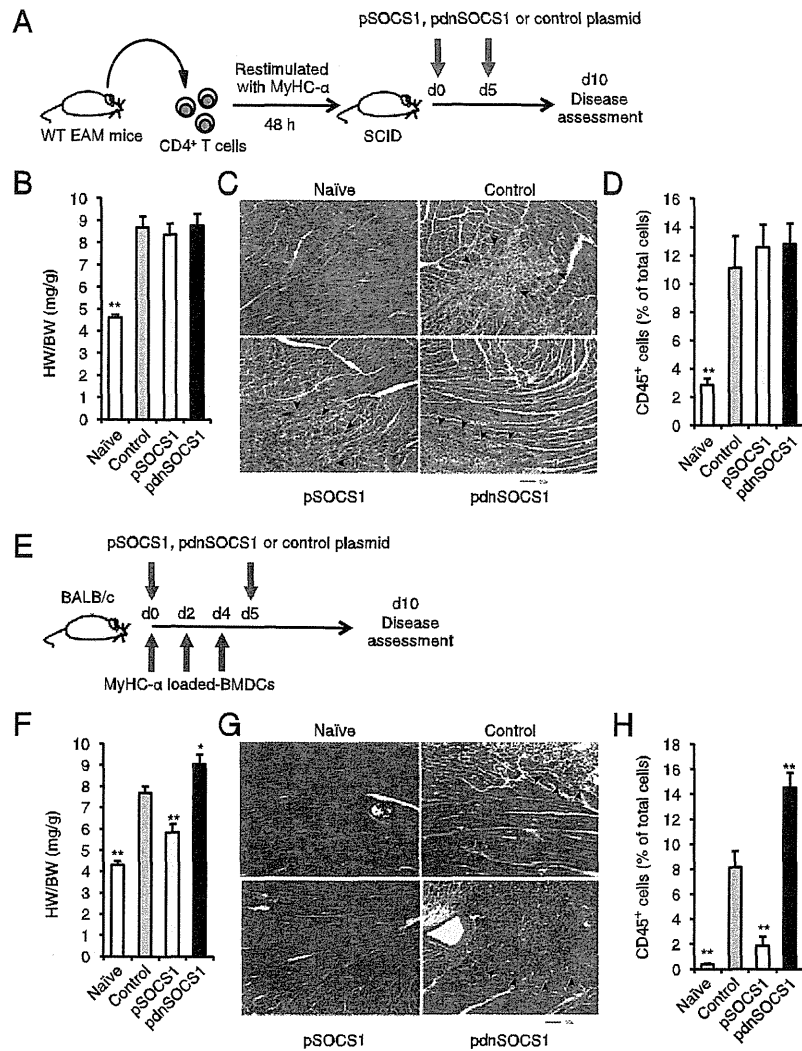 A
pSOCS1, pdnSOCS1 or control plasmid
Restimulated
with MyHC-α
48 h
WT EAM mice
CD4+ T cells
SCID
d0
d5
d10
Disease
assessment
B
HW/BW (mg/g)
10
9
8
7
6
5
4
3
2
1
0
**
Naïve
Control
pSOCS1
pdnSOCS1
C
Naïve
Control
pSOCS1
pdnSOCS1
D
CD45+ cells (% of total cells)
16
14
12
10
8
6
4
2
0
**
Naïve
Control
pSOCS1
pdnSOCS1
E
pSOCS1, pdnSOCS1 or control plasmid
BALB/c
d0
d2
d4
d5
d10
Disease
assessment
MyHC-α loaded-BMDCs
F
HW/BW (mg/g)
10
9
8
7
6
5
4
3
2
1
0
**
**
*
Naïve
Control
pSOCS1
pdnSOCS1
G
Naïve
Control
pSOCS1
pdnSOCS1
H
CD45+ cells (% of total cells)
18
16
14
12
10
8
6
4
2
0
**
**
**
Naïve
Control
pSOCS1
pdnSOCS1